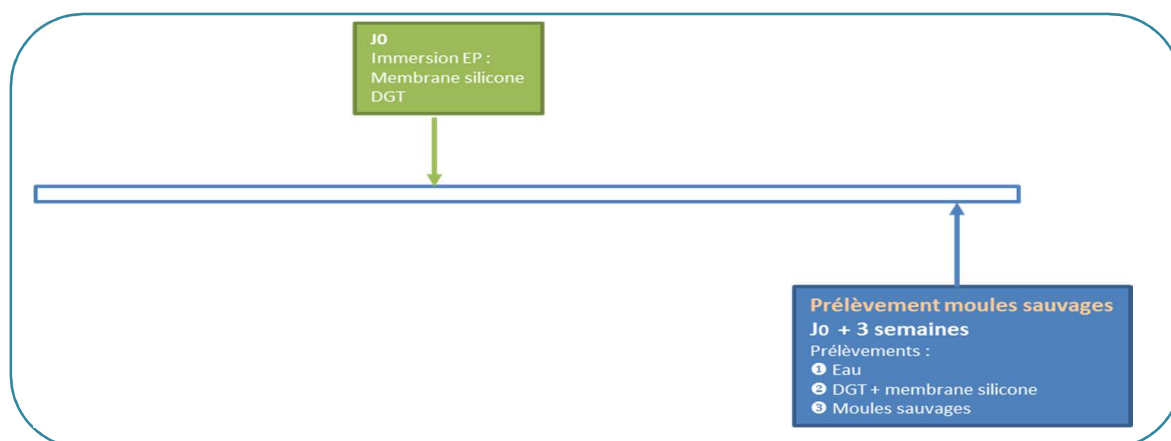 J0
Immersion EP :
Membrane silicone
DGT
Prélèvement moules sauvages
J0 + 3 semaines
Prélèvements :
❶ Eau
❷ DGT + membrane silicone
❸ Moules sauvages